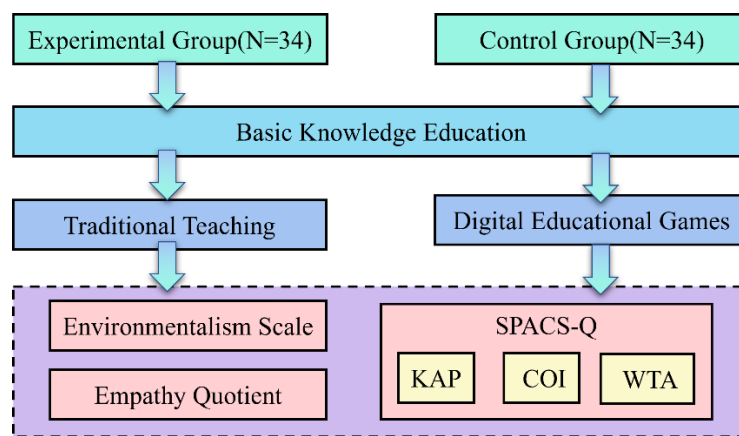 Experimental Group(N=34)
Control Group(N=34)
Basic Knowledge Education
Traditional Teaching
Digital Educational Games
Environmentalism Scale
SPACS-Q
KAP
COI
WTA
Empathy Quotient